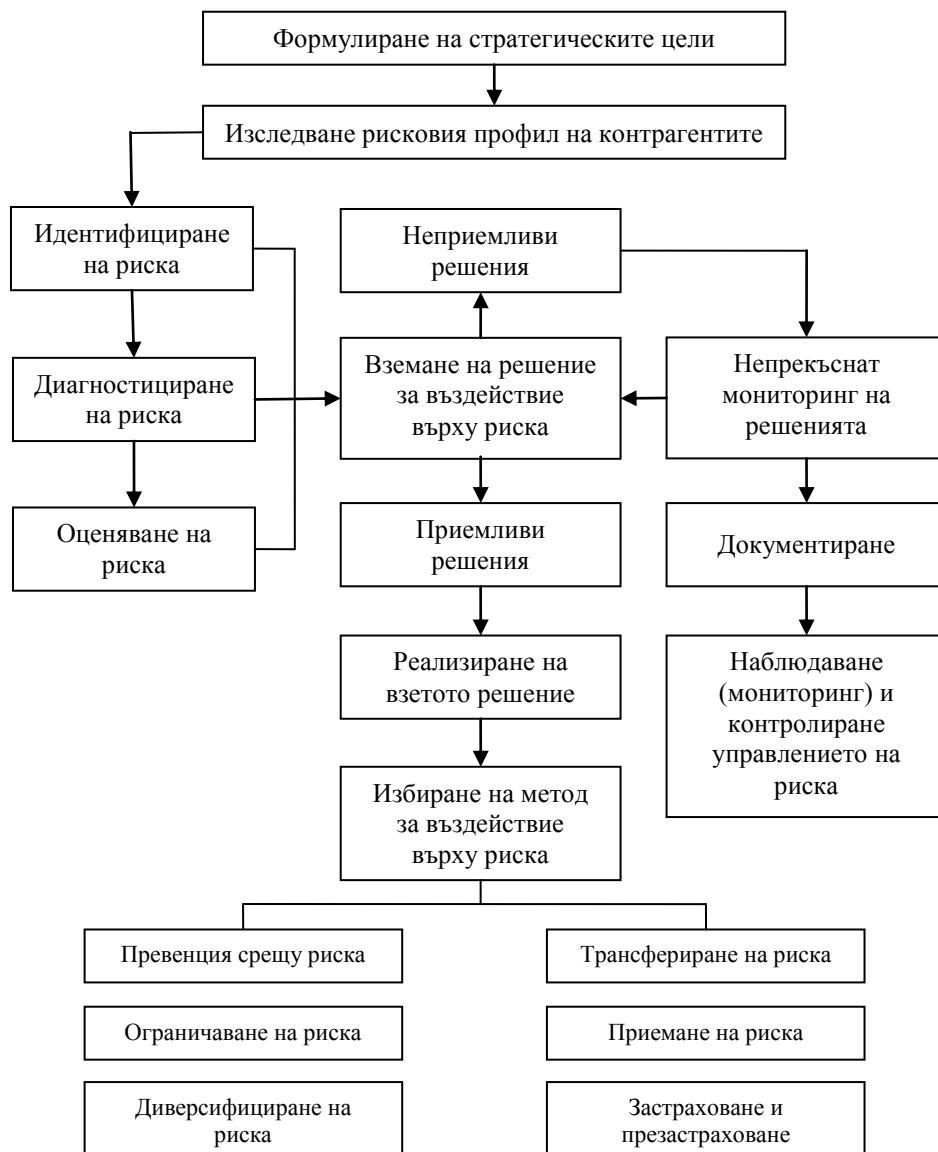 Формулиране на стратегическите цели
Изследване рисковия профил на контрагентите
Идентифициране
на риска
Неприемливи
решения
Диагностициране
на риска
Вземане на решение
за въздействие
върху риска
Непрекъснат
мониторинг на
решенията
Оценяване на
риска
Приемливи
решения
Документиране
Реализиране на
взетото решение
Наблюдаване
(мониторинг) и
контролиране
управлението на
риска
Избиране на метод
за въздействие
върху риска
Превенция срещу риска
Трансфериране на риска
Ограничаване на риска
Приемане на риска
Диверсифициране на
риска
Застраховане и
презастраховане